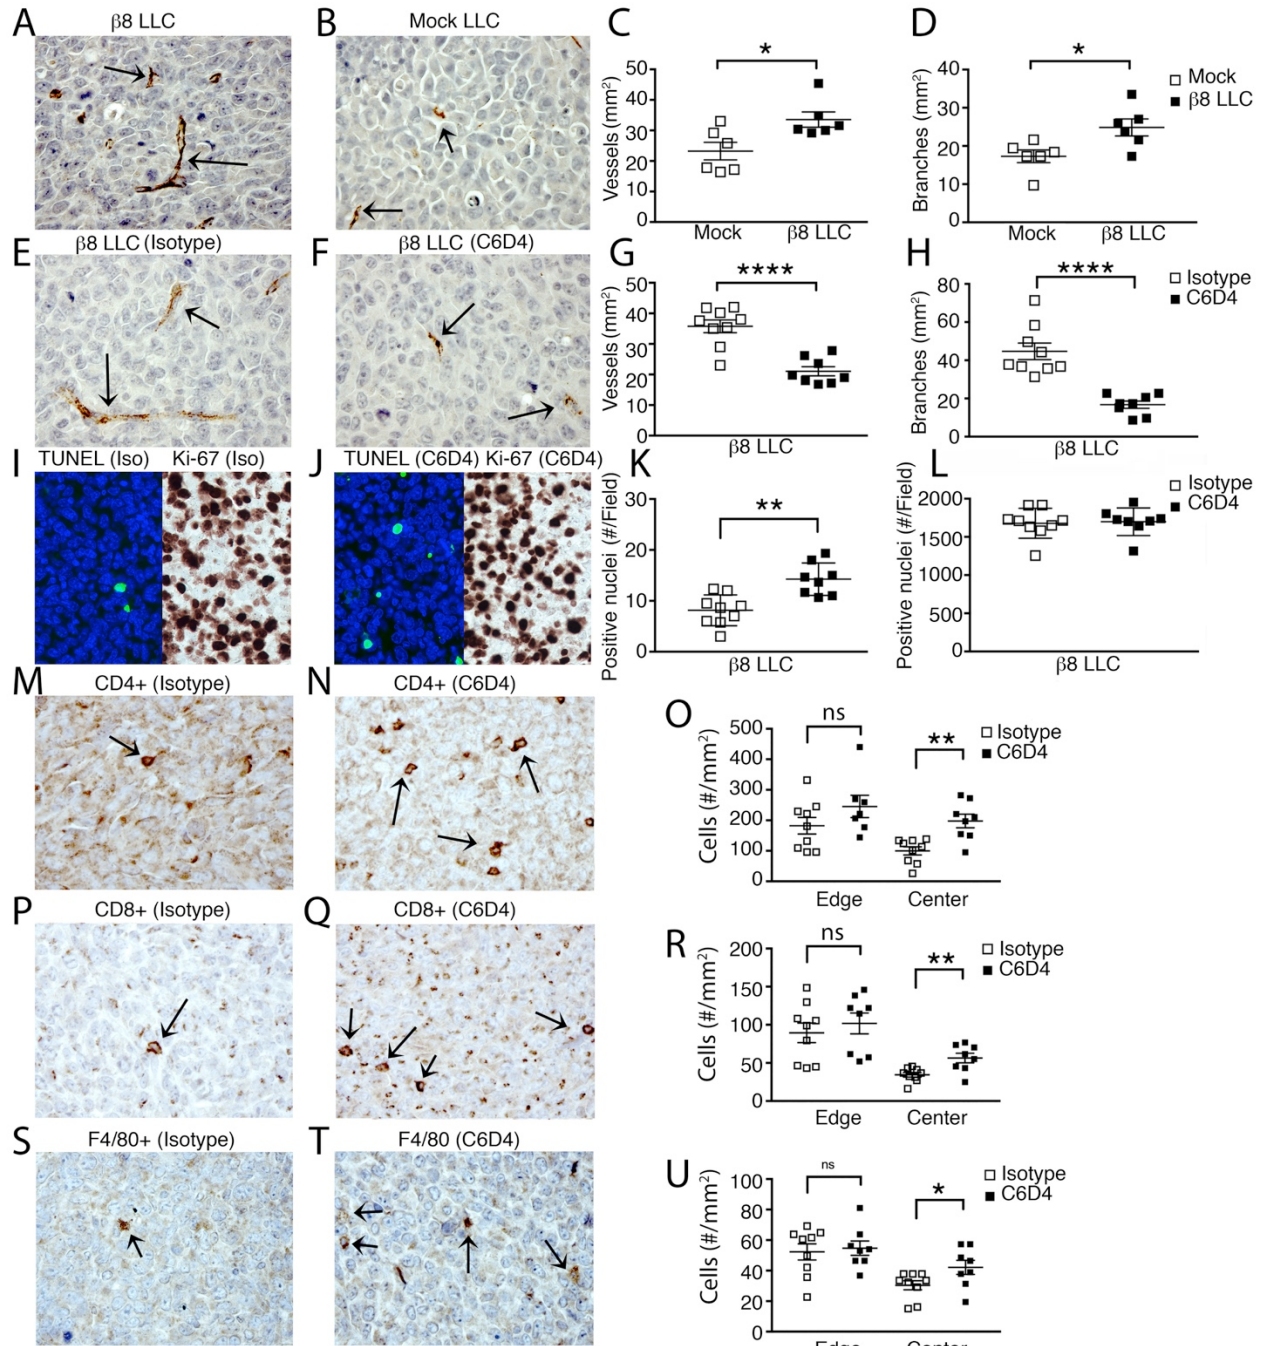 A β8 LLC
B Mock LLC
C
*
Vessels (mm²)
50
40
30
20
10
0
Mock β8 LLC
D
*
Branches (mm²)
40
30
20
10
0
Mock β8 LLC
Mock
β8 LLC
E β8 LLC (Isotype)
F β8 LLC (C6D4)
G
****
Vessels (mm²)
50
40
30
20
10
0
β8 LLC
H
****
Branches (mm²)
80
60
40
20
0
β8 LLC
Isotype
C6D4
I TUNEL (Iso) Ki-67 (Iso)
J TUNEL (C6D4) Ki-67 (C6D4)
K
**
Positive nuclei (#/Field)
30
20
10
0
β8 LLC
L
Positive nuclei (#/Field)
2000
1500
1000
500
0
β8 LLC
Isotype
C6D4
M CD4+ (Isotype)
N CD4+ (C6D4)
O
ns
**
Cells (#/mm²)
500
400
300
200
100
0
Edge Center
Isotype
C6D4
P CD8+ (Isotype)
Q CD8+ (C6D4)
R
ns
**
Cells (#/mm²)
200
150
100
50
0
Edge Center
Isotype
C6D4
S F4/80+ (Isotype)
T F4/80 (C6D4)
U
ns
*
Cells (#/mm²)
100
80
60
40
20
0
Edge Center
Isotype
C6D4